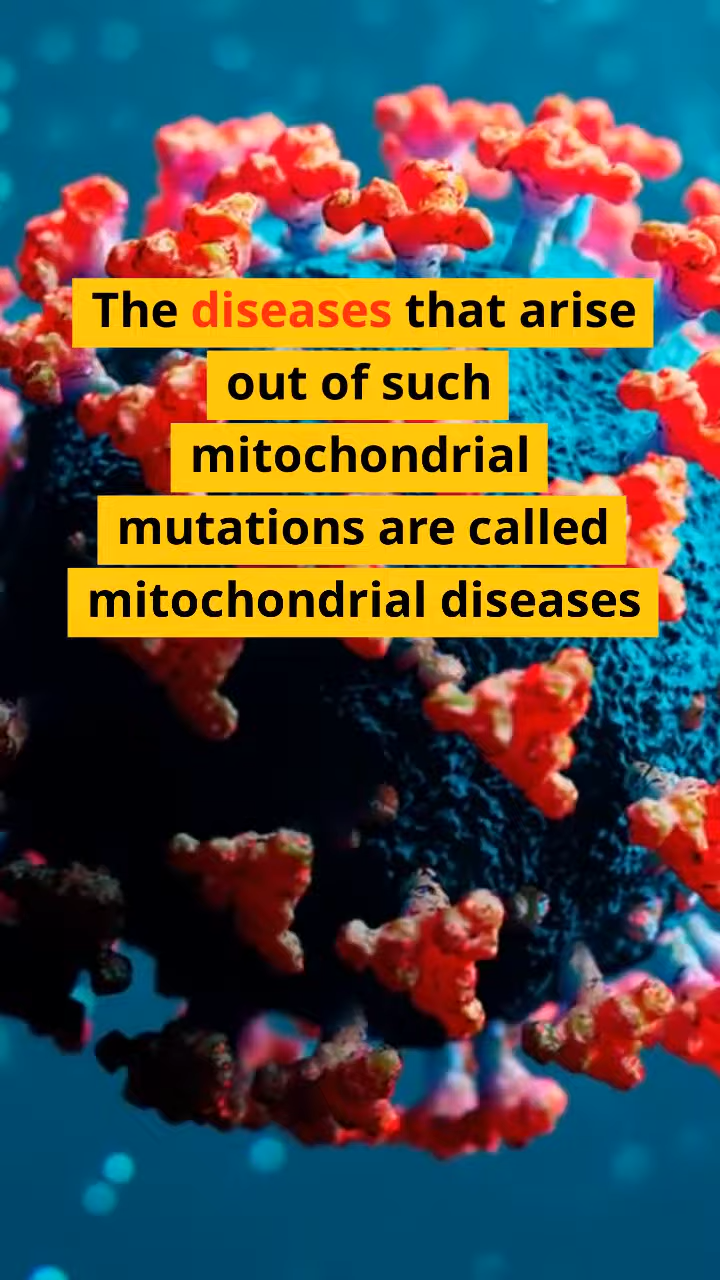 The diseases that arise
out of such
mitochondrial
mutations are called
mitochondrial diseases